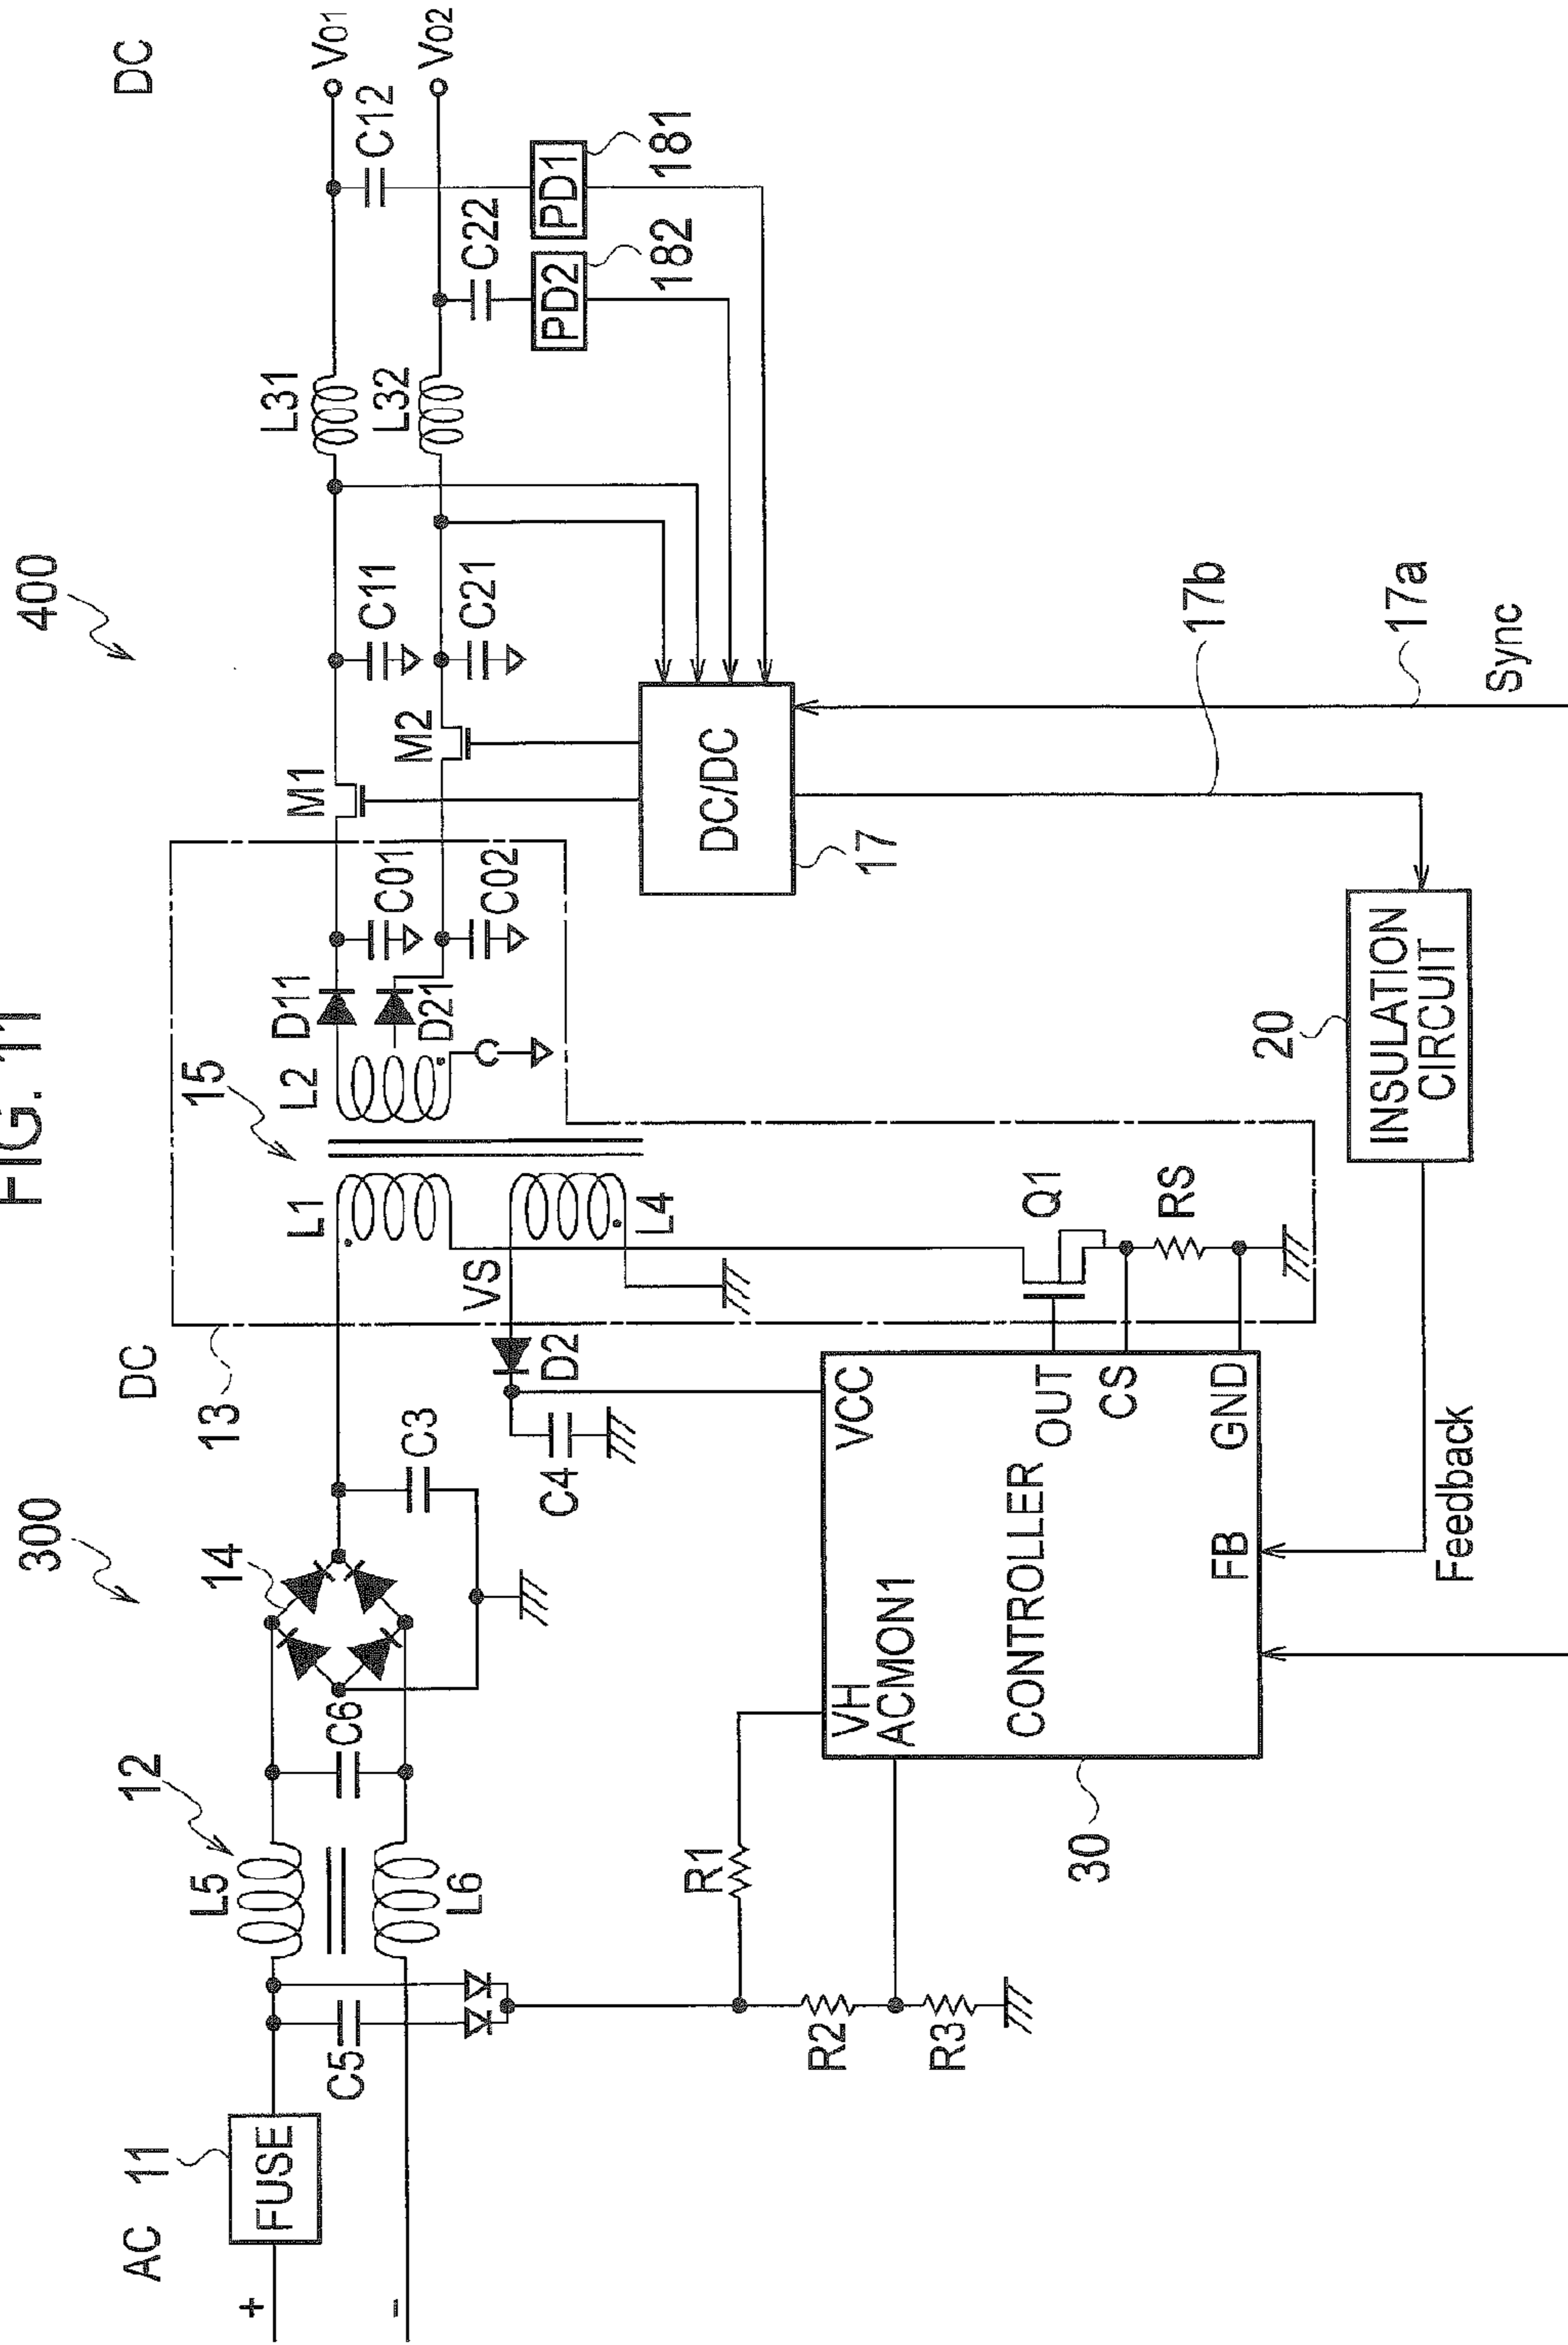 FIG. 11
300
400
AC
DC
DC
+
-
11
FUSE
C5
12
L5
L6
C6
14
C3
13
15
L1
L2
D11
D21
C01
C02
M1
M2
C11
C21
L31
L32
C12
C22
Vo1
Vo2
PD1
PD2
181
182
VS
L4
D2
C4
Q1
RS
DC/DC
17
R1
R2
R3
VH
ACMON1
VCC
CONTROLLER
OUT
CS
GND
FB
30
20
INSULATION
CIRCUIT
17b
17a
Feedback
Sync